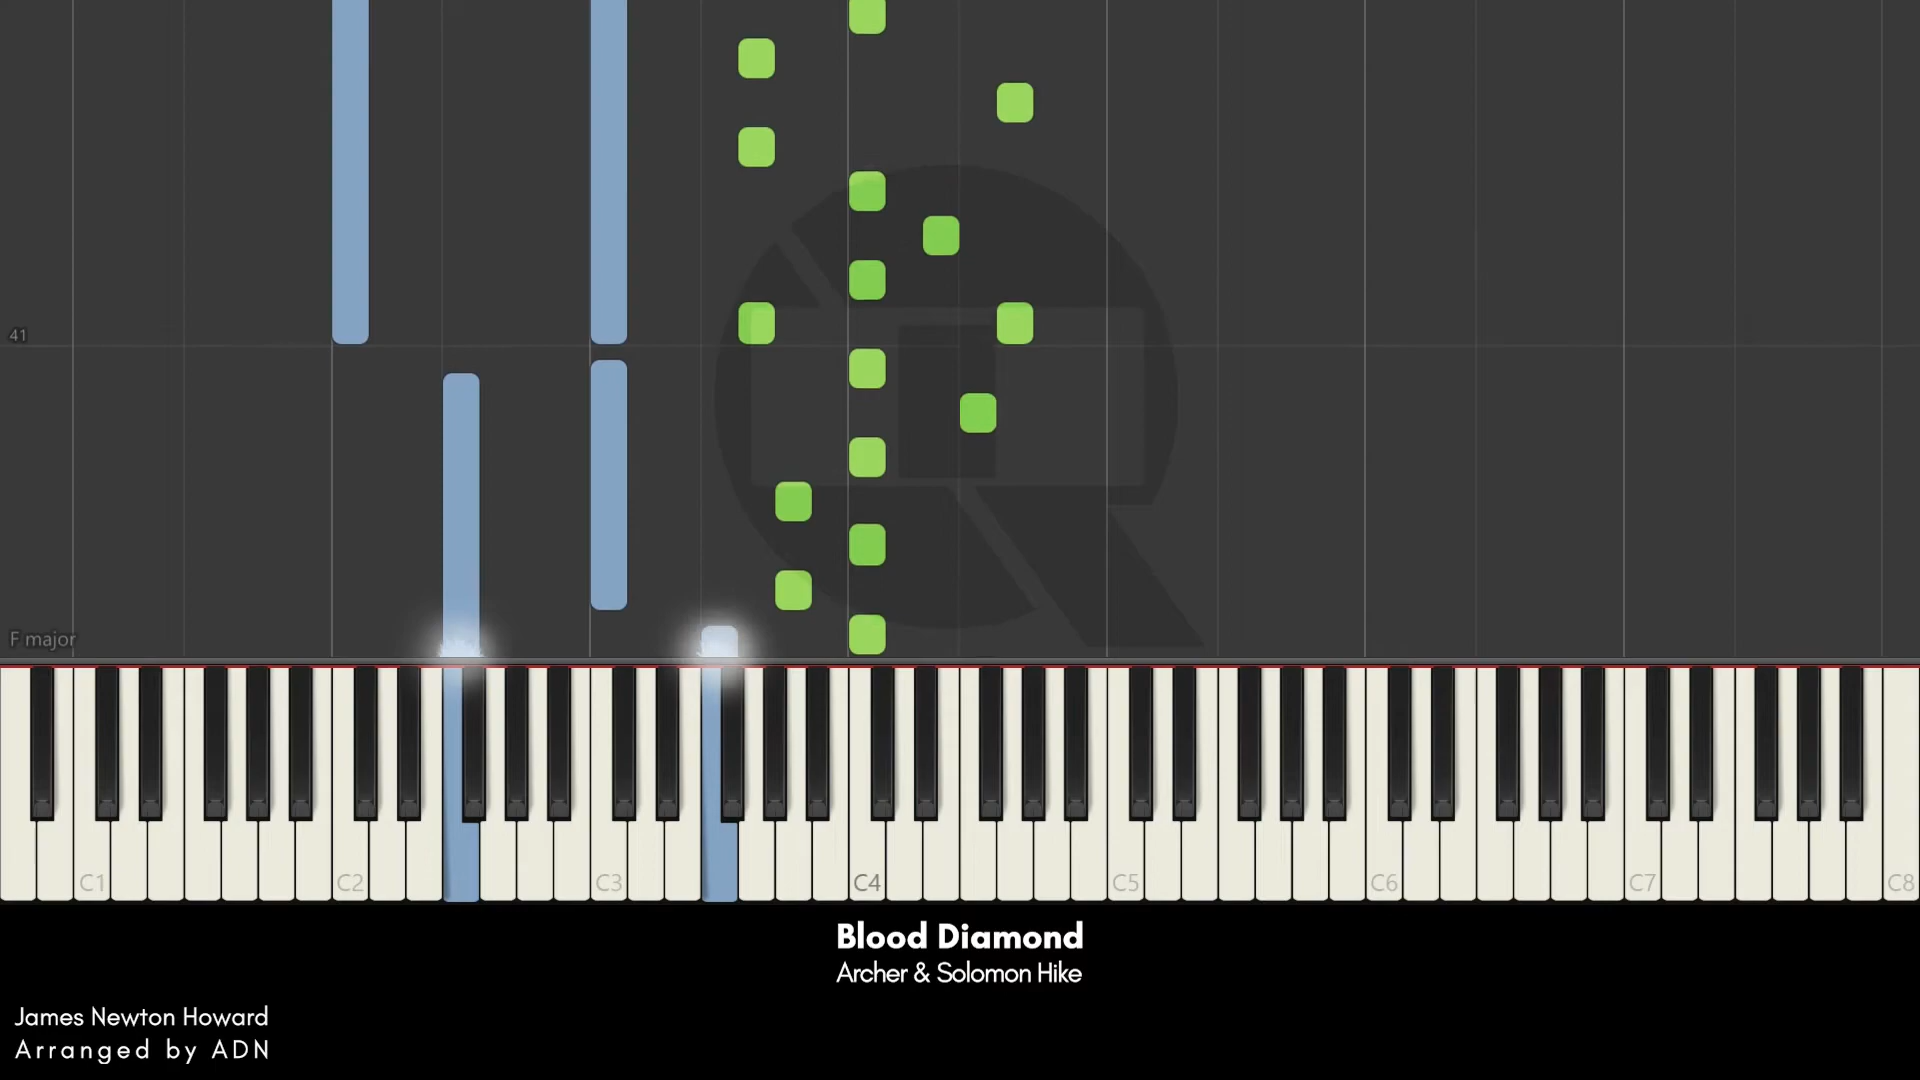 41
F major
C1
C2
C3
C4
C5
C6
C7
C8
Blood Diamond
Archer & Solomon Hike
James Newton Howard
Arranged by ADN